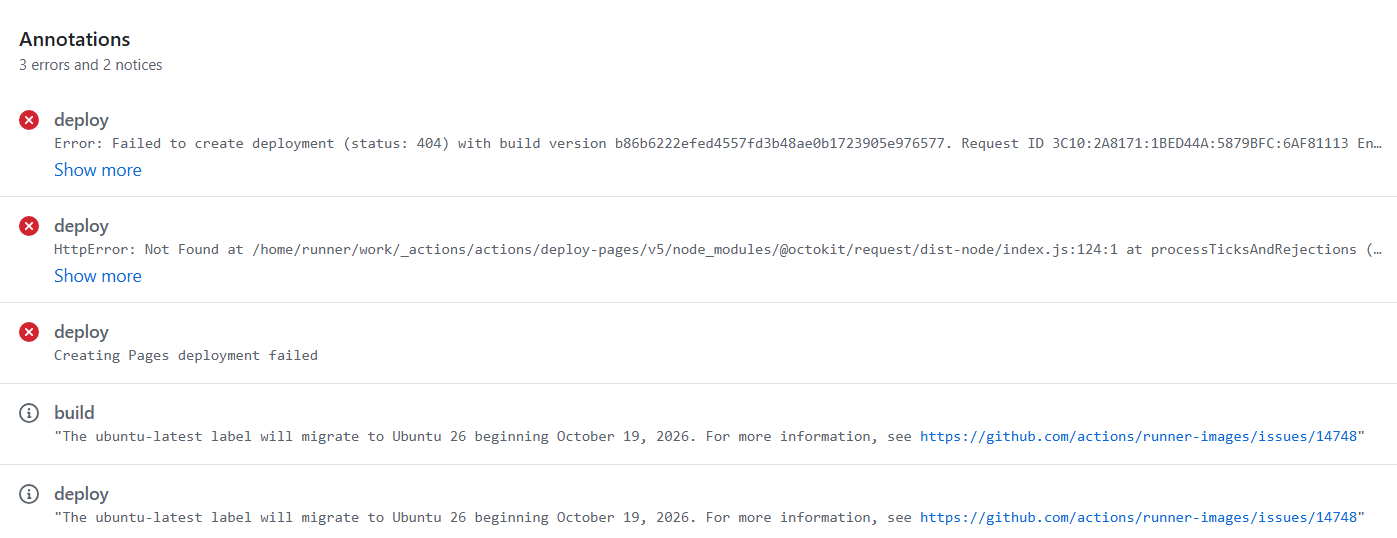 Annotations
3 errors and 2 notices
deploy
Error: Failed to create deployment (status: 404) with build version b86b6222efed4557fd3b48ae0b1723905e976577. Request ID 3C10:2A8171:1BED44A:5879BFC:6AF81113 En…
Show more
deploy
HttpError: Not Found at /home/runner/work/_actions/actions/deploy-pages/v5/node_modules/@octokit/request/dist-node/index.js:124:1 at processTicksAndRejections (…
Show more
deploy
Creating Pages deployment failed
build
"The ubuntu-latest label will migrate to Ubuntu 26 beginning October 19, 2026. For more information, see https://github.com/actions/runner-images/issues/14748"
deploy
"The ubuntu-latest label will migrate to Ubuntu 26 beginning October 19, 2026. For more information, see https://github.com/actions/runner-images/issues/14748"